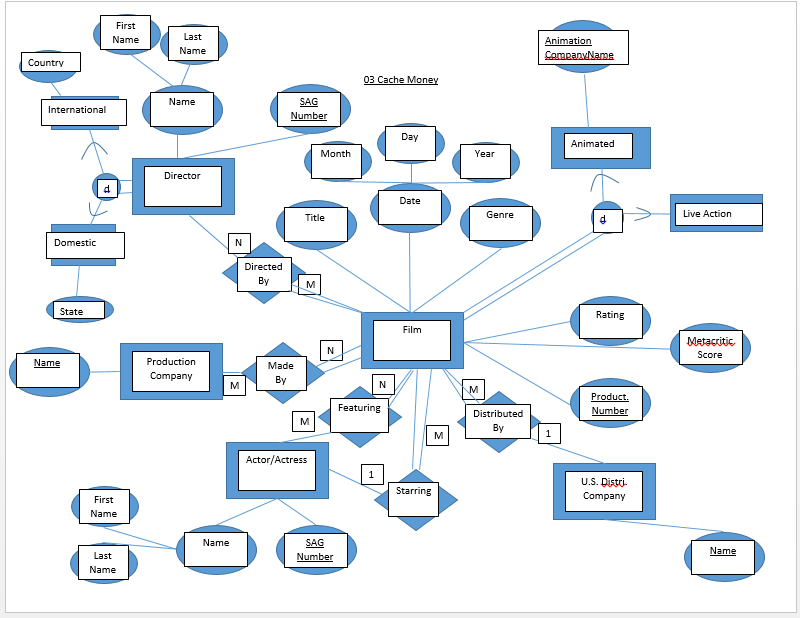 First
Name
Last
Name
Animation
CompanyName
Country
03 Cache Money
International
Name
SAG
Number
Day
Month
Year
Animated
Director
d
Date
Title
Genre
d
Live Action
Domestic
N
Directed
By
M
State
Film
Rating
Name
Production
Company
M
Made
By
N
Metacritic
Score
N
Featuring
M
M
Distributed
By
1
Product.
Number
M
Actor/Actress
1
Starring
U.S. Distri.
Company
First
Name
Last
Name
Name
SAG
Number
Name